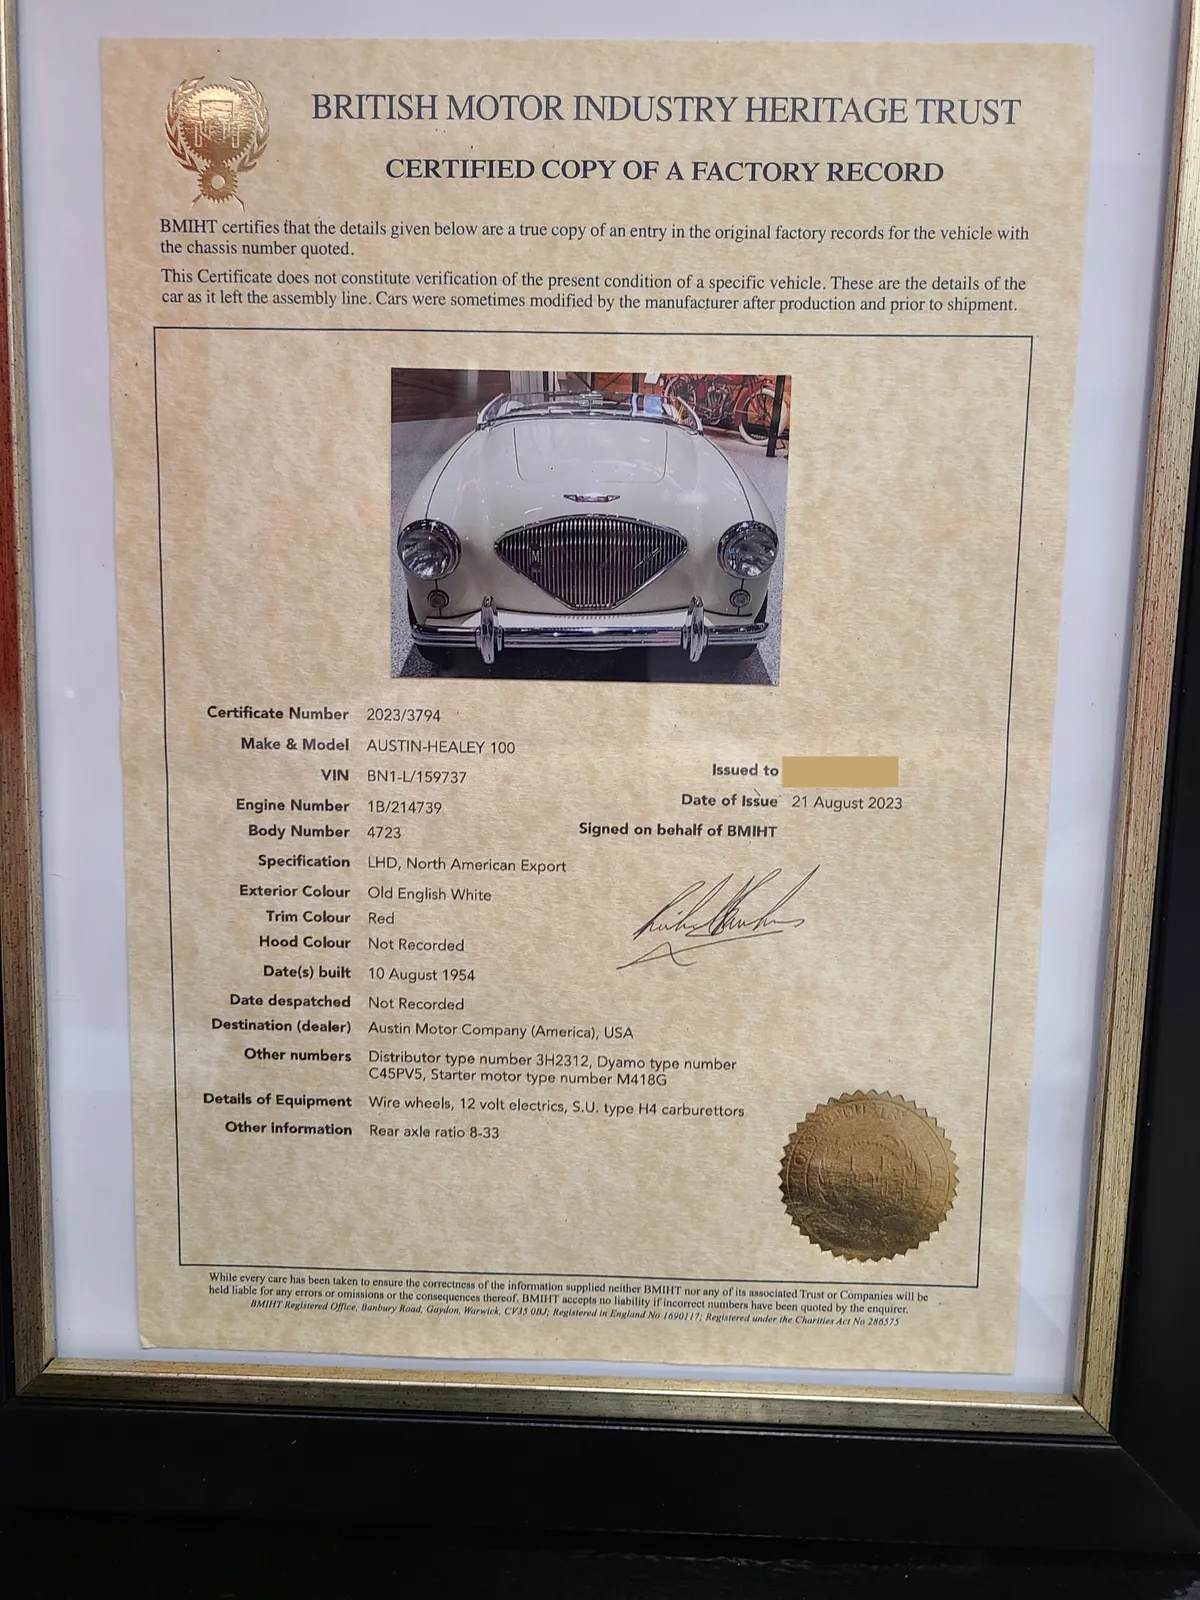 BRITISH MOTOR INDUSTRY HERITAGE TRUST
CERTIFIED COPY OF A FACTORY RECORD
BMIHT certifies that the details given below are a true copy of an entry in the original factory records for the vehicle with
the chassis number quoted.
This Certificate does not constitute verification of the present condition of a specific vehicle. These are the details of the
car as it left the assembly line. Cars were sometimes modified by the manufacturer after production and prior to shipment.
Certificate Number 2023/3794
Make & Model AUSTIN-HEALEY 100
VIN BN1-L/159737
Engine Number 1B/214739
Body Number 4723
Specification LHD, North American Export
Exterior Colour Old English White
Trim Colour Red
Hood Colour Not Recorded
Date(s) built 10 August 1954
Date despatched Not Recorded
Destination (dealer) Austin Motor Company (America), USA
Other numbers Distributor type number 3H2312, Dyamo type number
C45PV5, Starter motor type number M418G
Details of Equipment Wire wheels, 12 volt electrics, S.U. type H4 carburettors
Other information Rear axle ratio 8-33
Issued to
Date of Issue 21 August 2023
Signed on behalf of BMIHT
While every care has been taken to ensure the correctness of the information supplied neither BMIHT nor any of its associated Trust or Companies will be
held liable for any errors or omissions or the consequences thereof. BMIHT accepts no liability if incorrect numbers have been quoted by the enquirer.
BMIHT Registered Office, Banbury Road, Gaydon, Warwick, CV35 0BJ; Registered in England No 1690117; Registered under the Charities Act No 286575